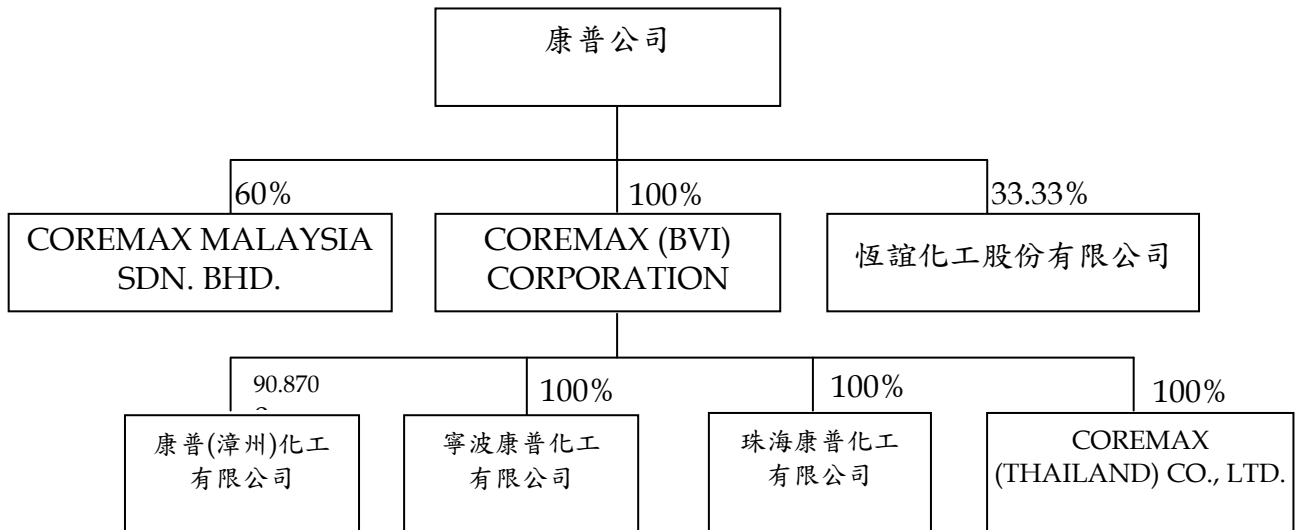 康普公司
60%
100%
33.33%
COREMAX MALAYSIA
SDN. BHD.
COREMAX (BVI)
CORPORATION
恆誼化工股份有限公司
90.870
100%
100%
100%
康普(漳州)化工
有限公司
寧波康普化工
有限公司
珠海康普化工
有限公司
COREMAX
(THAILAND) CO., LTD.